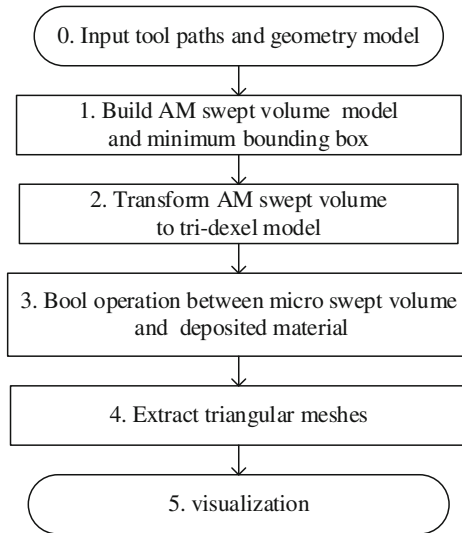 0. Input tool paths and geometry model
1. Build AM swept volume model
and minimum bounding box
2. Transform AM swept volume
to tri-dexel model
3. Bool operation between micro swept volume
and deposited material
4. Extract triangular meshes
5. visualization